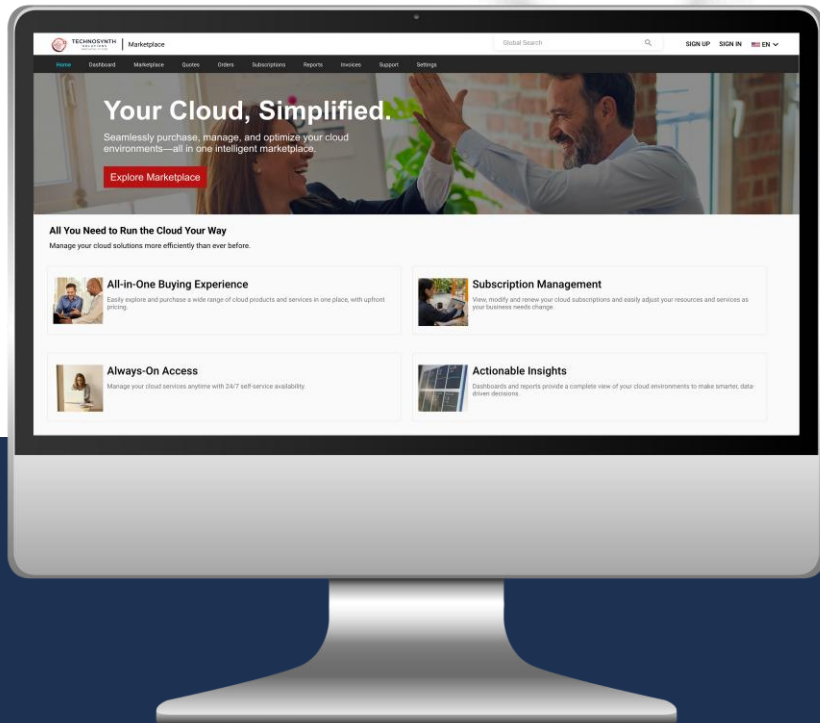 TECHNOSYNTH
SOLUTIONS
Marketplace
Global Search
SIGN UP
SIGN IN
EN
Home
Dashboard
Marketplace
Quotes
Orders
Subscriptions
Reports
Invoices
Support
Settings
Your Cloud, Simplified.
Seamlessly purchase, manage, and optimize your cloud
environments—all in one intelligent marketplace.
Explore Marketplace
All You Need to Run the Cloud Your Way
Manage your cloud solutions more efficiently than ever before.
All-in-One Buying Experience
Easily explore and purchase a wide range of cloud products and services in one place, with upfront
pricing.
Subscription Management
View, modify and renew your cloud subscriptions and easily adjust your resources and services as
your business needs change.
Always-On Access
Manage your cloud services anytime with 24/7 self-service availability.
Actionable Insights
Dashboards and reports provide a complete view of your cloud environments to make smarter, data-
driven decisions.